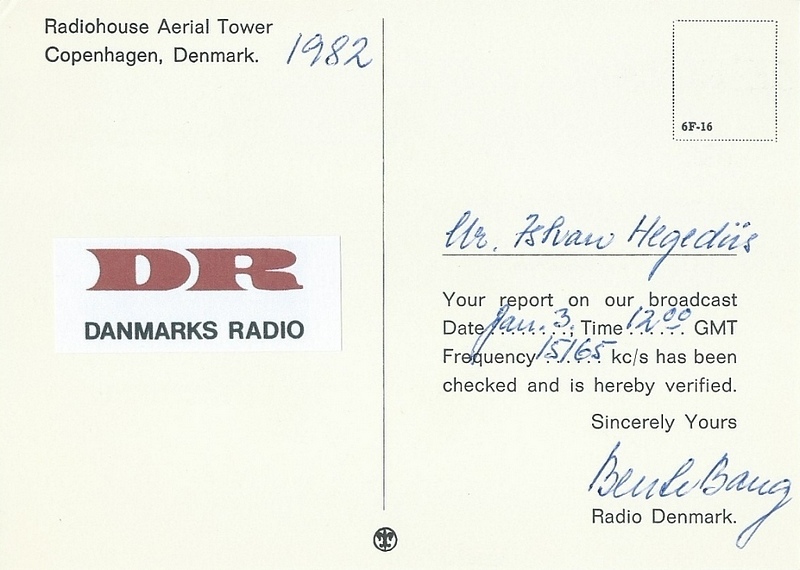 Radiohouse Aerial Tower
Copenhagen, Denmark. 1982
6F-16
DR
DANMARKS RADIO
Mr. Istvan Hegedüs
Your report on our broadcast
Date Jan. 3. Time 12⁰⁰ GMT
Frequency 15165 kc/s has been
checked and is hereby verified.
Sincerely Yours
Bente Bang
Radio Denmark.